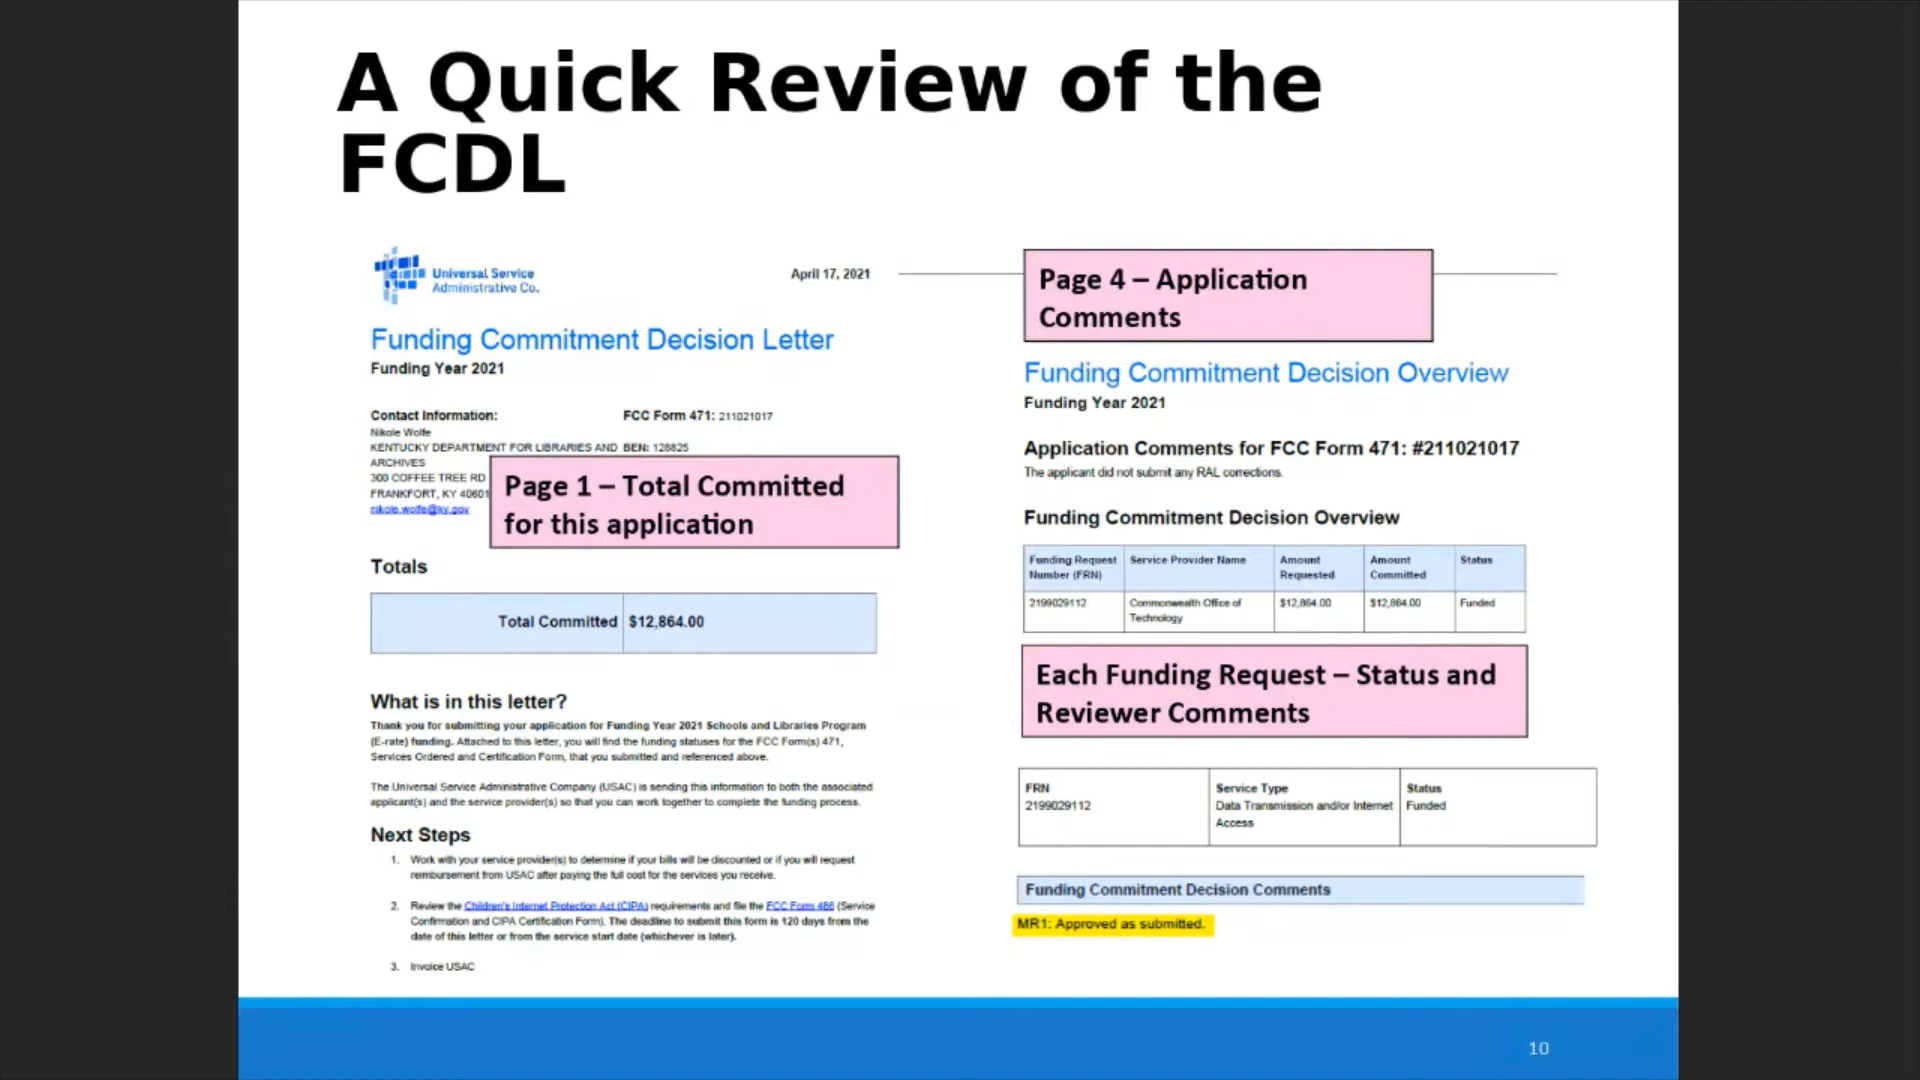 A Quick Review of the
FCDL
Universal Service
Administrative Co.
April 17, 2021
Funding Commitment Decision Letter
Funding Year 2021
Contact Information:
FCC Form 471: 211021017
Nikole Wolfe
KENTUCKY DEPARTMENT FOR LIBRARIES AND
BEN: 128825
ARCHIVES
300 COFFEE TREE RD
FRANKFORT, KY 40601
nikole.wolfe@ky.gov
Page 1 – Total Committed
for this application
Totals
Total Committed
$12,864.00
What is in this letter?
Thank you for submitting your application for Funding Year 2021 Schools and Libraries Program
(E-rate) funding. Attached to this letter, you will find the funding statuses for the FCC Form(s) 471,
Services Ordered and Certification Form, that you submitted and referenced above.
The Universal Service Administrative Company (USAC) is sending this information to both the associated
applicant(s) and the service provider(s) so that you can work together to complete the funding process.
Next Steps
1. Work with your service provider(s) to determine if your bills will be discounted or if you will request
reimbursement from USAC after paying the full cost for the services you receive.
2. Review the Children's Internet Protection Act (CIPA) requirements and file the FCC Form 486 (Service
Confirmation and CIPA Certification Form). The deadline to submit this form is 120 days from the
date of this letter or from the service start date (whichever is later).
3. Invoice USAC
Page 4 – Application
Comments
Funding Commitment Decision Overview
Funding Year 2021
Application Comments for FCC Form 471: #211021017
The applicant did not submit any RAL corrections.
Funding Commitment Decision Overview
Funding Request Number (FRN)
Service Provider Name
Amount Requested
Amount Committed
Status
2199029112
Commonwealth Office of Technology
$12,864.00
$12,864.00
Funded
Each Funding Request – Status and
Reviewer Comments
FRN
2199029112
Service Type
Data Transmission and/or Internet
Access
Status
Funded
Funding Commitment Decision Comments
MR1: Approved as submitted.
10